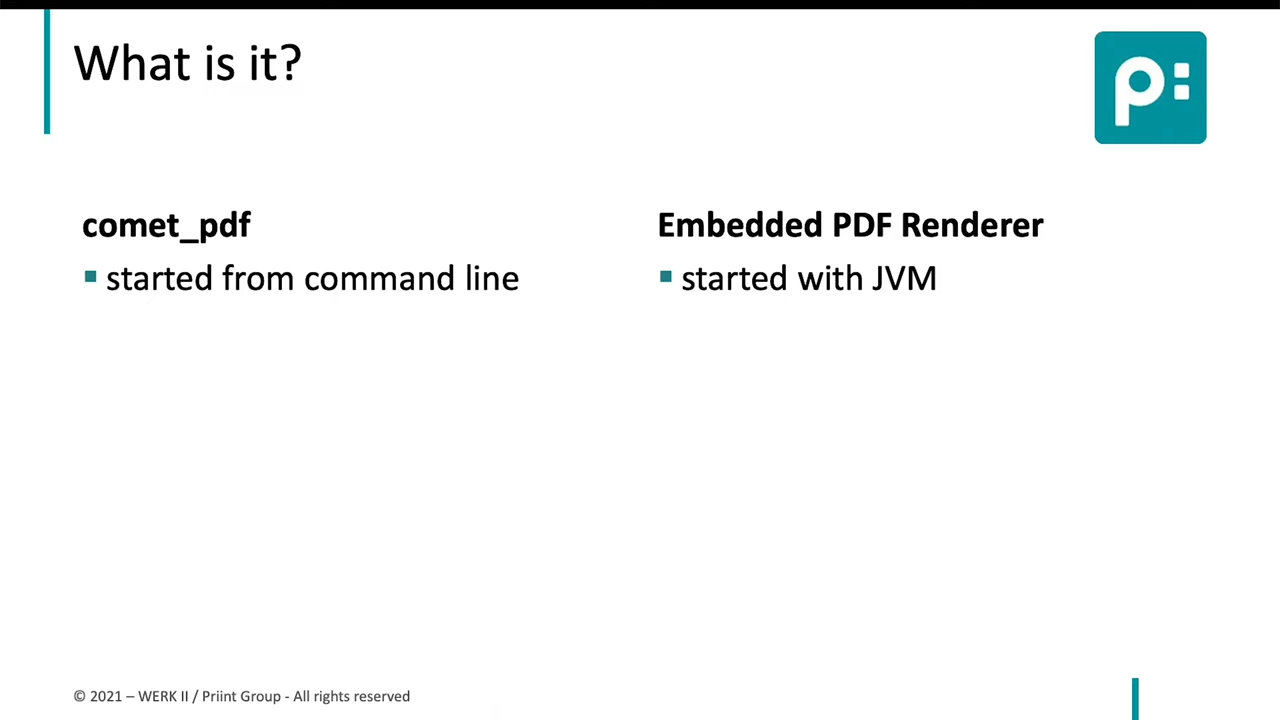 What is it?
p:
comet_pdf
▪ started from command line
Embedded PDF Renderer
▪ started with JVM
© 2021 – WERK II / Priint Group - All rights reserved